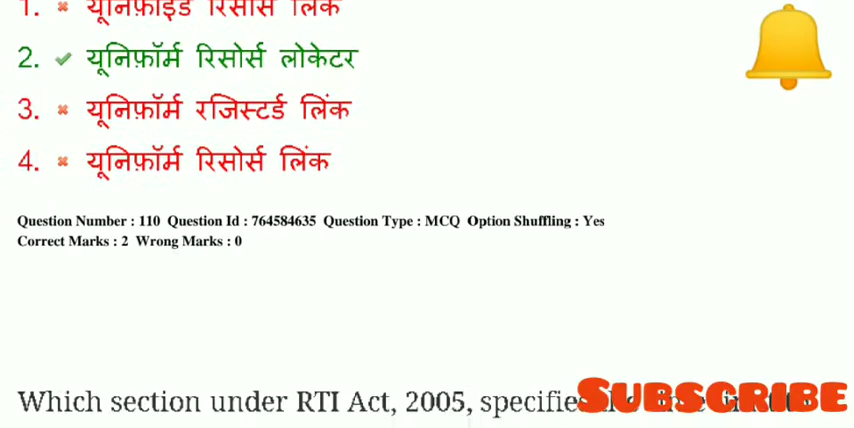 1. यूनिफ़ाइड रिसोर्स लिंक
2. यूनिफ़ॉर्म रिसोर्स लोकेटर
3. यूनिफ़ॉर्म रजिस्टर्ड लिंक
4. यूनिफ़ॉर्म रिसोर्स लिंक
Question Number : 110 Question Id : 764584635 Question Type : MCQ Option Shuffling : Yes
Correct Marks : 2 Wrong Marks : 0
Which section under RTI Act, 2005,
SUBSCRIBE